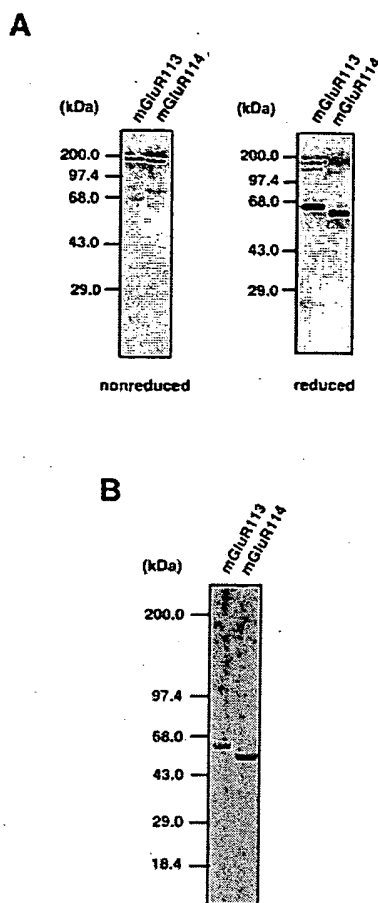 A
(kDa)
mGluR113
mGluR114
200.0
97.4
68.0
43.0
29.0
nonreduced
(kDa)
mGluR113
mGluR114
200.0
97.4
68.0
43.0
29.0
reduced
B
(kDa)
mGluR113
mGluR114
200.0
97.4
68.0
43.0
29.0
18.4